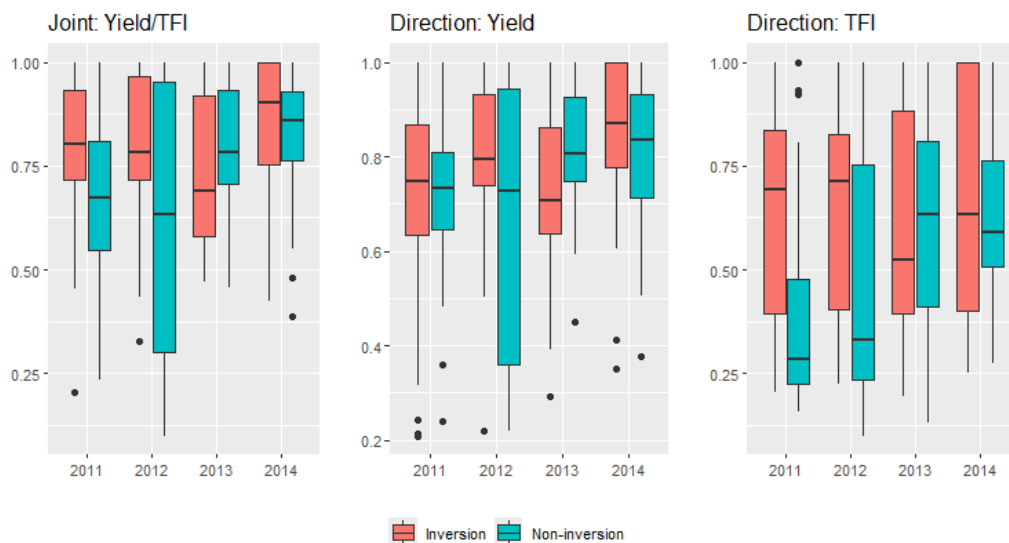 Joint: Yield/TFI
1.00
0.75
0.50
0.25
2011 2012 2013 2014
Direction: Yield
1.0
0.8
0.6
0.4
0.2
2011 2012 2013 2014
Direction: TFI
1.00
0.75
0.50
0.25
2011 2012 2013 2014
Inversion Non-inversion